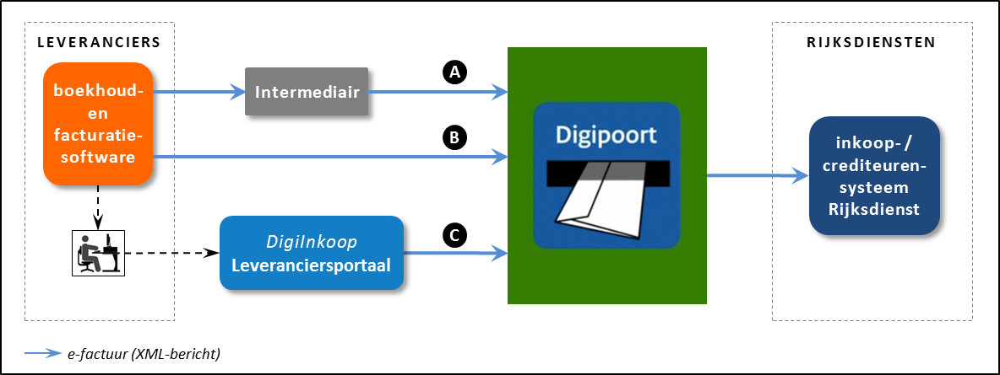 LEVERANCIERS
RIJKSDIENSTEN
boekhoud-
en
facturatie-
software
Intermediair
A
B
Digipoort
inkoop- /
crediteuren-
systeem
Rijksdienst
DigiInkoop
Leveranciersportaal
C
e-factuur (XML-bericht)